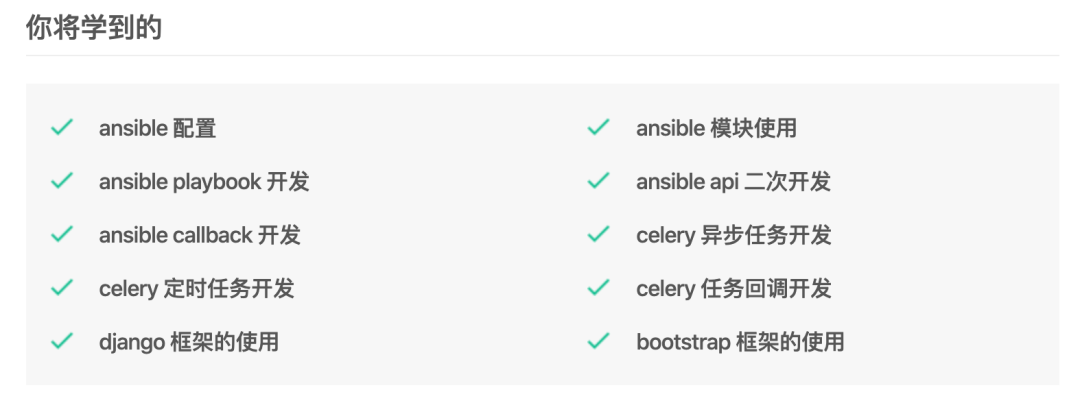 你将学到的
ansible 配置
ansible 模块使用
ansible playbook 开发
ansible api 二次开发
ansible callback 开发
celery 异步任务开发
celery 定时任务开发
celery 任务回调开发
django 框架的使用
bootstrap 框架的使用